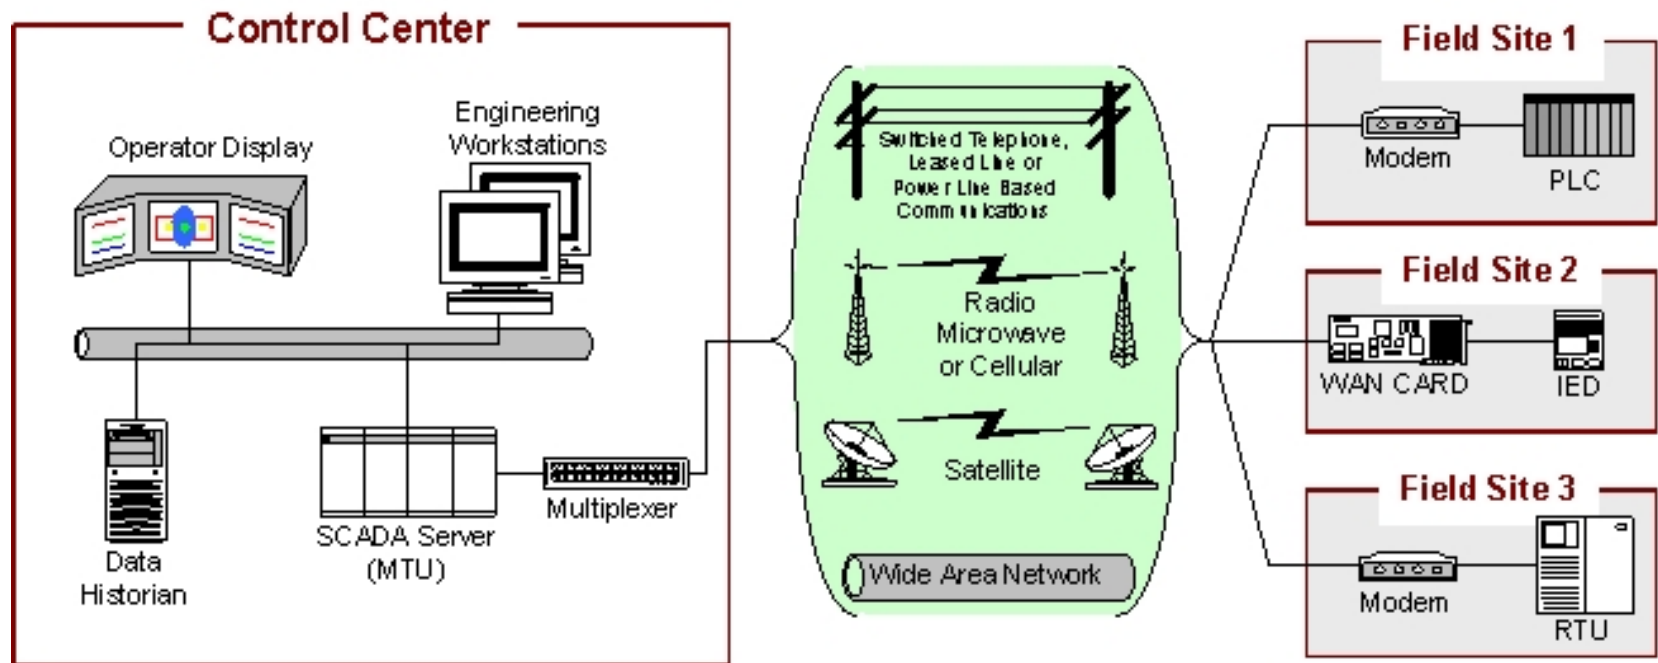 Control Center
Operator Display
Engineering
Workstations
Data
Historian
SCADA Server
(MTU)
Multiplexer
Switched Telephone,
Leased Line or
Power Line Based
Communications
Radio
Microwave
or Cellular
Satellite
Wide Area Network
Field Site 1
Modem
PLC
Field Site 2
WAN CARD
IED
Field Site 3
Modem
RTU